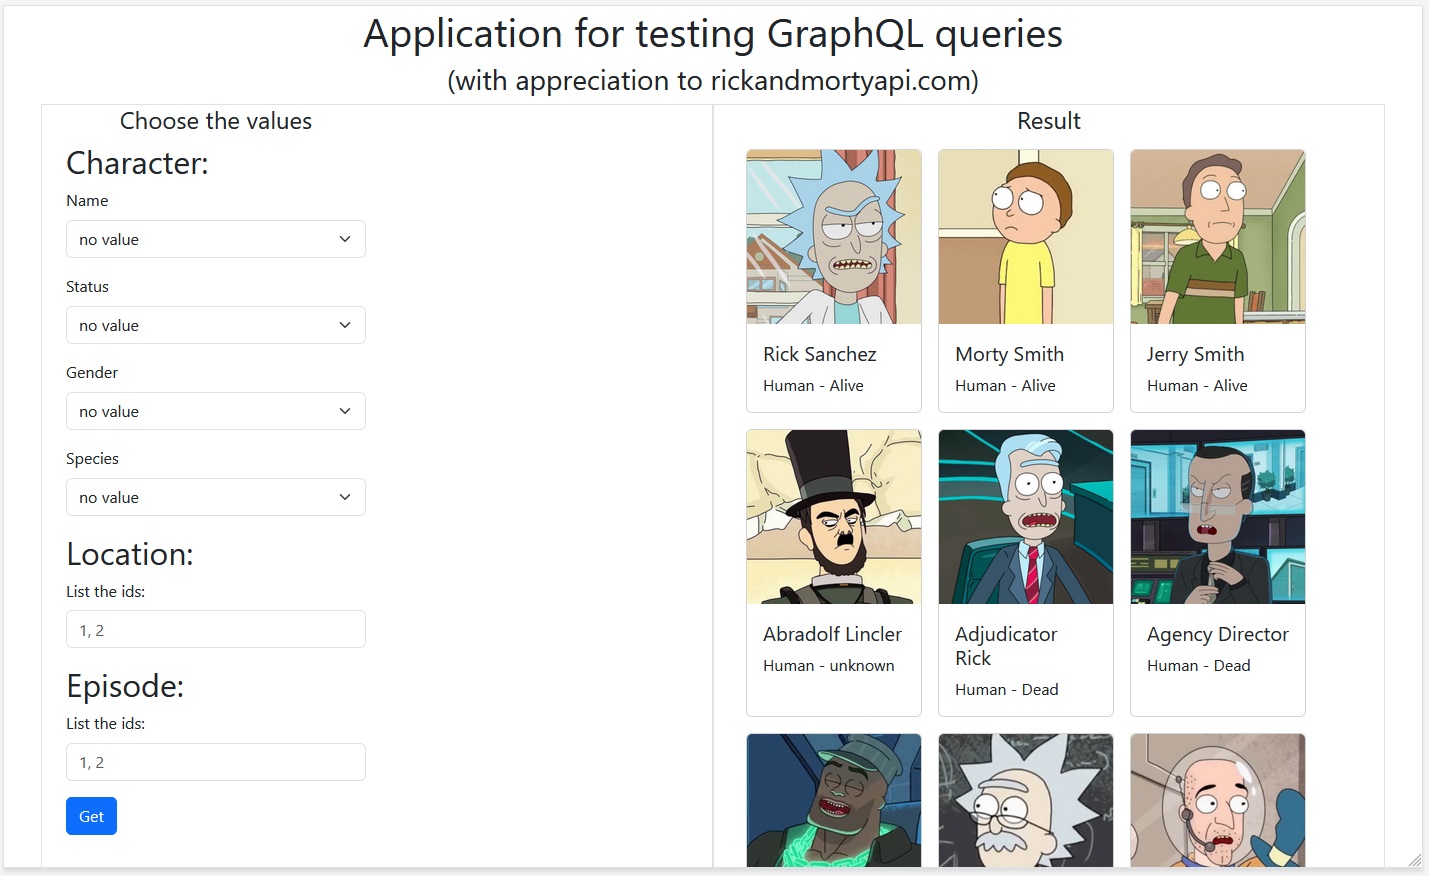 Application for testing GraphQL queries
(with appreciation to rickandmortyapi.com)
Choose the values
Character:
Name
no value
Status
no value
Gender
no value
Species
no value
Location:
List the ids:
1, 2
Episode:
List the ids:
1, 2
Get
Result
Rick Sanchez
Human - Alive
Morty Smith
Human - Alive
Jerry Smith
Human - Alive
Abradolf Lincler
Human - unknown
Adjudicator
Rick
Human - Dead
Agency Director
Human - Dead